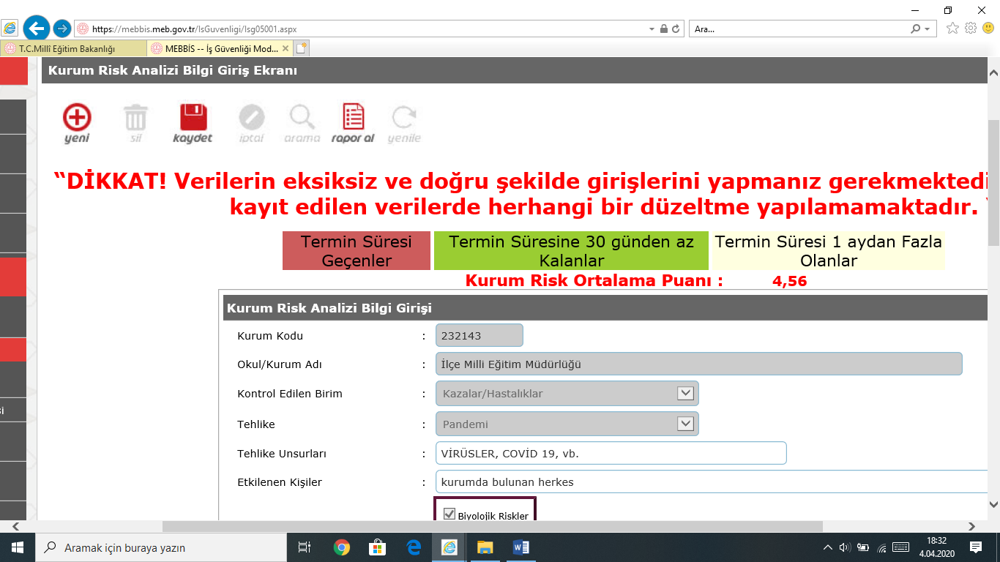 https://mebbis.meb.gov.tr/IsGuvenligi/Isg05001.aspx
Ara...
T.C.Millî Eğitim Bakanlığı
MEBBİS -- İş Güvenliği Mod...
Kurum Risk Analizi Bilgi Giriş Ekranı
yeni sil kaydet iptal arama rapor al yenile
“DİKKAT! Verilerin eksiksiz ve doğru şekilde girişlerini yapmanız gerekmektedi
kayıt edilen verilerde herhangi bir düzeltme yapılamamaktadır.
Termin Süresi
Geçenler
Termin Süresine 30 günden az
Kalanlar
Termin Süresi 1 aydan Fazla
Olanlar
Kurum Risk Ortalama Puanı : 4,56
Kurum Risk Analizi Bilgi Girişi
Kurum Kodu : 232143
Okul/Kurum Adı : İlçe Milli Eğitim Müdürlüğü
Kontrol Edilen Birim : Kazalar/Hastalıklar
Tehlike : Pandemi
Tehlike Unsurları : VİRÜSLER, COVİD 19, vb.
Etkilenen Kişiler : kurumda bulunan herkes
Biyolojik Riskler
si
Aramak için buraya yazın
18:32
4.04.2020